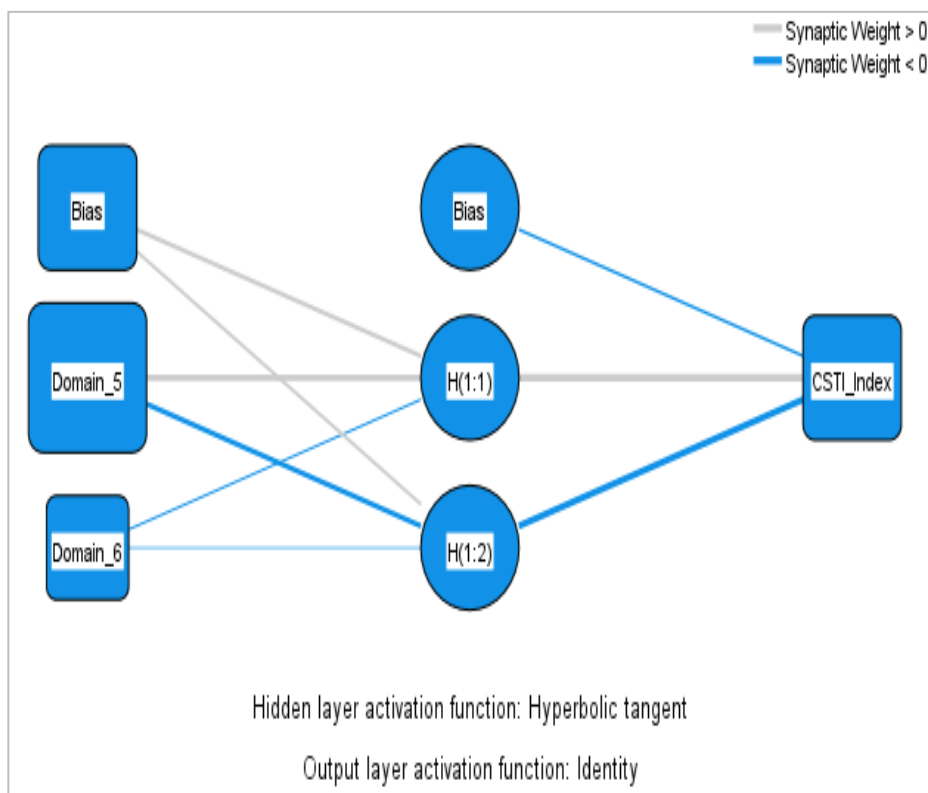 Synaptic Weight > 0
Synaptic Weight < 0
Bias
Bias
Domain_5
H(1:1)
CSTI_Index
Domain_6
H(1:2)
Hidden layer activation function: Hyperbolic tangent
Output layer activation function: Identity